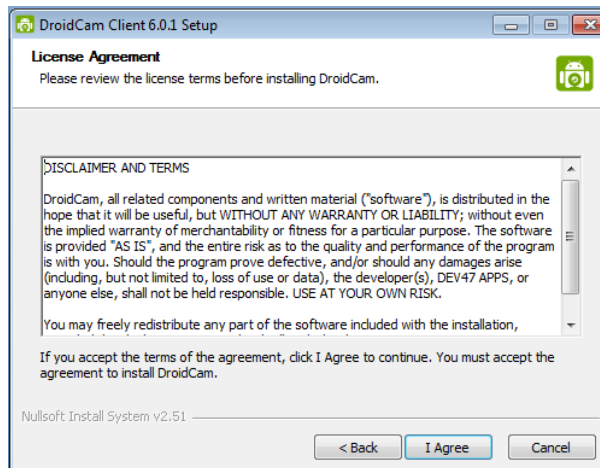 DroidCam Client 6.0.1 Setup
License Agreement
Please review the license terms before installing DroidCam.
DISCLAIMER AND TERMS
DroidCam, all related components and written material ("software"), is distributed in the
hope that it will be useful, but WITHOUT ANY WARRANTY OR LIABILITY; without even
the implied warranty of merchantability or fitness for a particular purpose. The software
is provided "AS IS", and the entire risk as to the quality and performance of the program
is with you. Should the program prove defective, and/or should any damages arise
(including, but not limited to, loss of use or data), the developer(s), DEV47 APPS, or
anyone else, shall not be held responsible. USE AT YOUR OWN RISK.
You may freely redistribute any part of the software included with the installation,
If you accept the terms of the agreement, click I Agree to continue. You must accept the
agreement to install DroidCam.
Nullsoft Install System v2.51
< Back
I Agree
Cancel